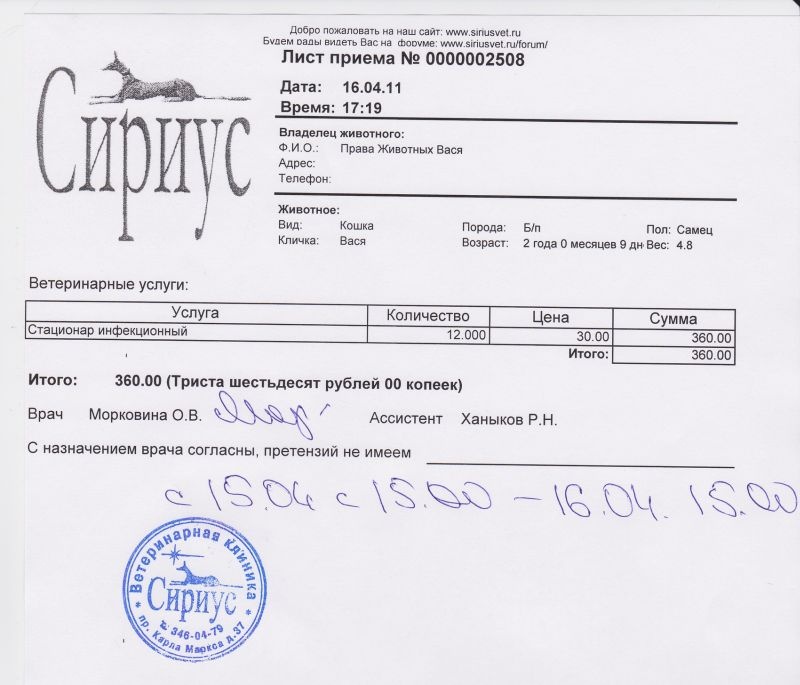 Добро пожаловать на наш сайт: www.siriusvet.ru
Будем рады видеть Вас на форуме: www.siriusvet.ru/forum/
Сириус
Лист приема № 0000002508
Дата: 16.04.11
Время: 17:19
Владелец животного:
Ф.И.О.: Права Животных Вася
Адрес:
Телефон:
Животное:
Вид: Кошка Порода: Б/п Пол: Самец
Кличка: Вася Возраст: 2 года 0 месяцев 9 дн Вес: 4.8
Ветеринарные услуги:
Услуга Количество Цена Сумма
Стационар инфекционный 12.000 30.00 360.00
Итого: 360.00
Итого: 360.00 (Триста шестьдесят рублей 00 копеек)
Врач Морковина О.В. Мор Ассистент Ханыков Р.Н.
С назначением врача согласны, претензий не имеем
с 15.04 с 15.00 – 16.04. 15.00
* Ветеринарная клиника *
Сириус
т. 346-04-79
пр. Карла Маркса д.37